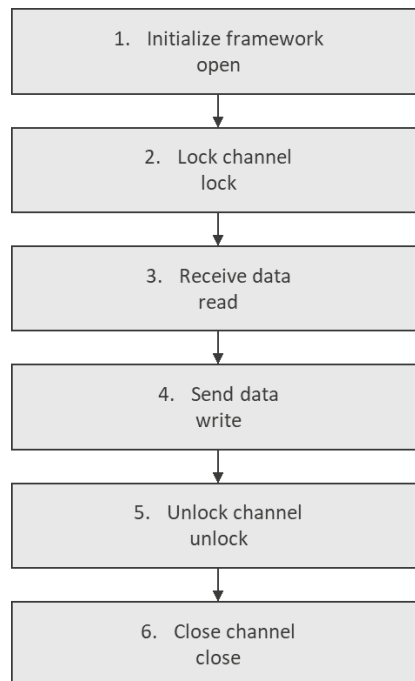 1. Initialize framework
open
2. Lock channel
lock
3. Receive data
read
4. Send data
write
5. Unlock channel
unlock
6. Close channel
close